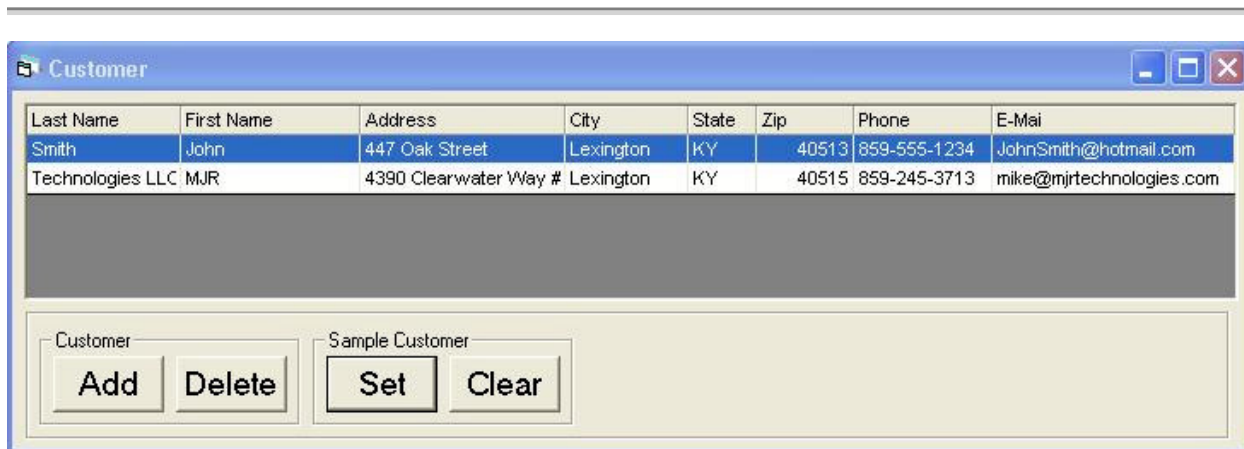 Customer
Last Name First Name Address City State Zip Phone E-Mai
Smith John 447 Oak Street Lexington KY 40513 859-555-1234 JohnSmith@hotmail.com
Technologies LLC MJR 4390 Clearwater Way # Lexington KY 40515 859-245-3713 mike@mjrtechnologies.com
Customer Sample Customer
Add Delete Set Clear